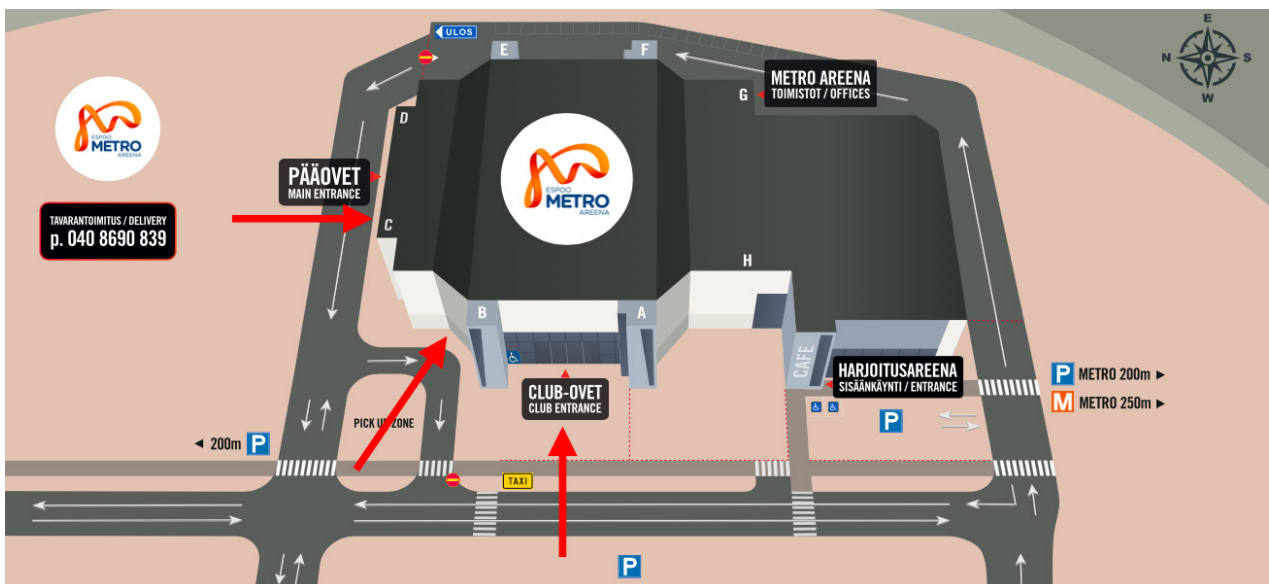 ULOS
E
F
E
N
S
W
METRO AREENA
TOIMISTOT / OFFICES
G
D
ESPOO
METRO
AREENA
PÄÄOVET
MAIN ENTRANCE
ESPOO
METRO
AREENA
TAVARANTOIMITUS / DELIVERY
p. 040 8690 839
C
H
B
A
CAFE
HARJOITUSAREENA
SISÄÄNKÄYNTI / ENTRANCE
P METRO 200m ►
M METRO 250m ►
CLUB-OVET
CLUB ENTRANCE
P
PICK UP ZONE
◄ 200m P
TAXI
P